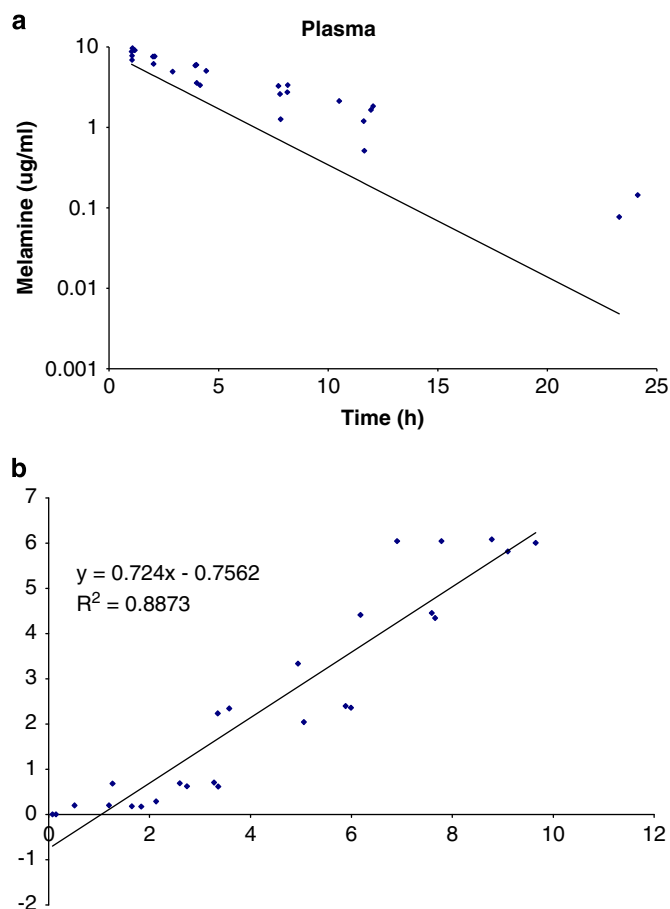 a
Plasma
10
1
0.1
0.01
0.001
Melamine (ug/ml)
0 5 10 15 20 25
Time (h)
b
7
6
5
4
3
2
1
0
-1
-2
y = 0.724x - 0.7562
R² = 0.8873
0 2 4 6 8 10 12